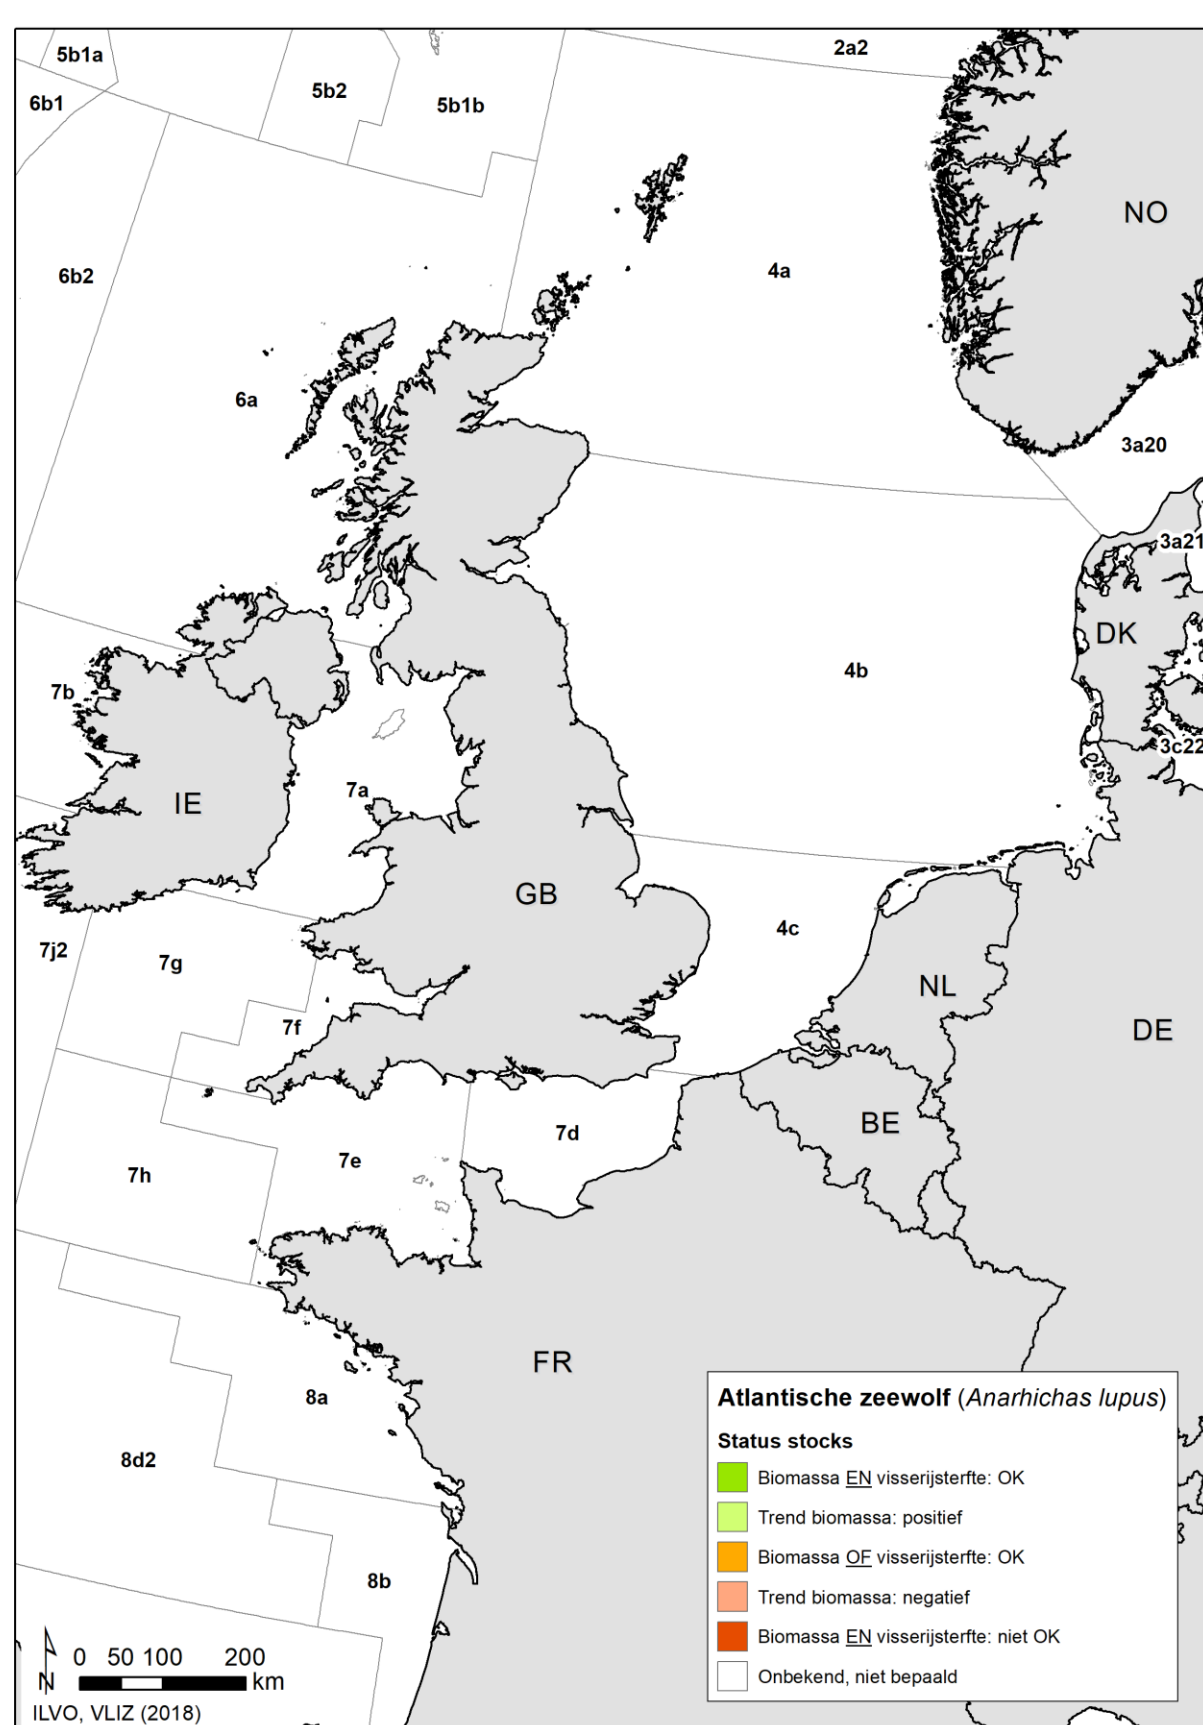 2a2
5b1a
5b2
6b1
5b1b
NO
4a
6b2
6a
3a20
3a21
DK
4b
7b
3c22
7a
IE
GB
4c
7j2
7g
NL
7f
DE
BE
7d
7e
7h
FR
8a
8d2
8b
Atlantische zeewolf (Anarhichas lupus)
Status stocks
Biomassa EN visserijsterfte: OK
Trend biomassa: positief
Biomassa OF visserijsterfte: OK
Trend biomassa: negatief
Biomassa EN visserijsterfte: niet OK
Onbekend, niet bepaald
0 50 100 200
N km
ILVO, VLIZ (2018)